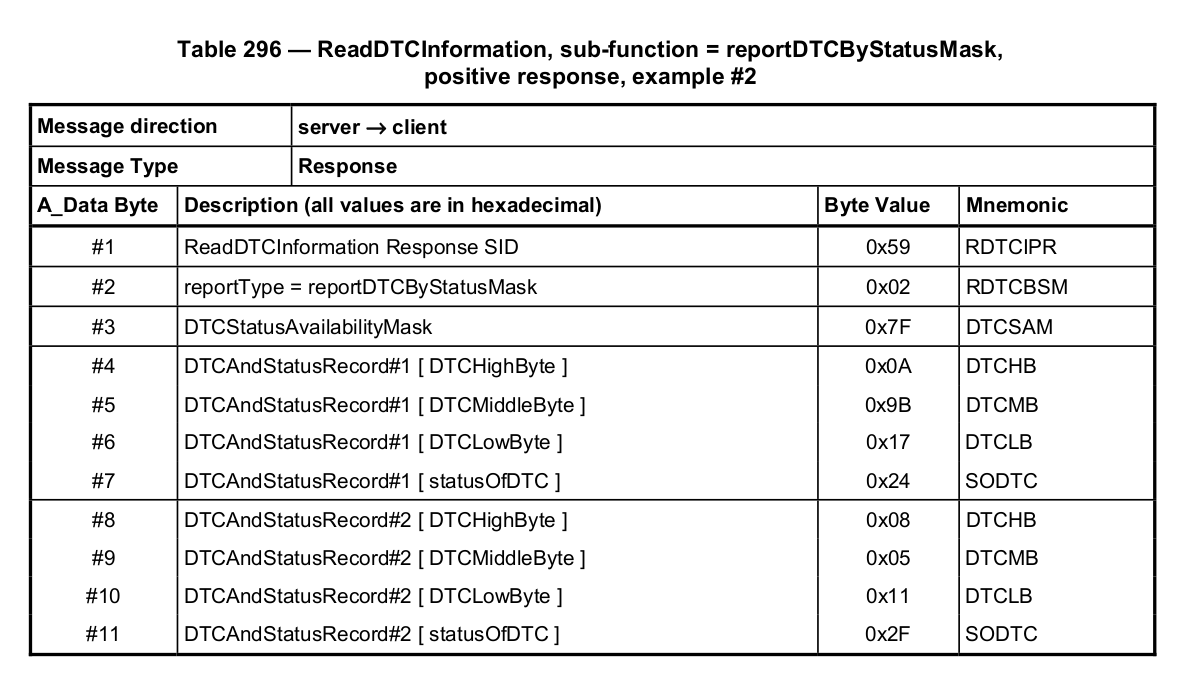 Table 296 — ReadDTCInformation, sub-function = reportDTCByStatusMask,
positive response, example #2
Message direction server → client
Message Type Response
A_Data Byte Description (all values are in hexadecimal) Byte Value Mnemonic
#1 ReadDTCInformation Response SID 0x59 RDTCIPR
#2 reportType = reportDTCByStatusMask 0x02 RDTCBSM
#3 DTCStatusAvailabilityMask 0x7F DTCSAM
#4 DTCAndStatusRecord#1 [ DTCHighByte ] 0x0A DTCHB
#5 DTCAndStatusRecord#1 [ DTCMiddleByte ] 0x9B DTCMB
#6 DTCAndStatusRecord#1 [ DTCLowByte ] 0x17 DTCLB
#7 DTCAndStatusRecord#1 [ statusOfDTC ] 0x24 SODTC
#8 DTCAndStatusRecord#2 [ DTCHighByte ] 0x08 DTCHB
#9 DTCAndStatusRecord#2 [ DTCMiddleByte ] 0x05 DTCMB
#10 DTCAndStatusRecord#2 [ DTCLowByte ] 0x11 DTCLB
#11 DTCAndStatusRecord#2 [ statusOfDTC ] 0x2F SODTC